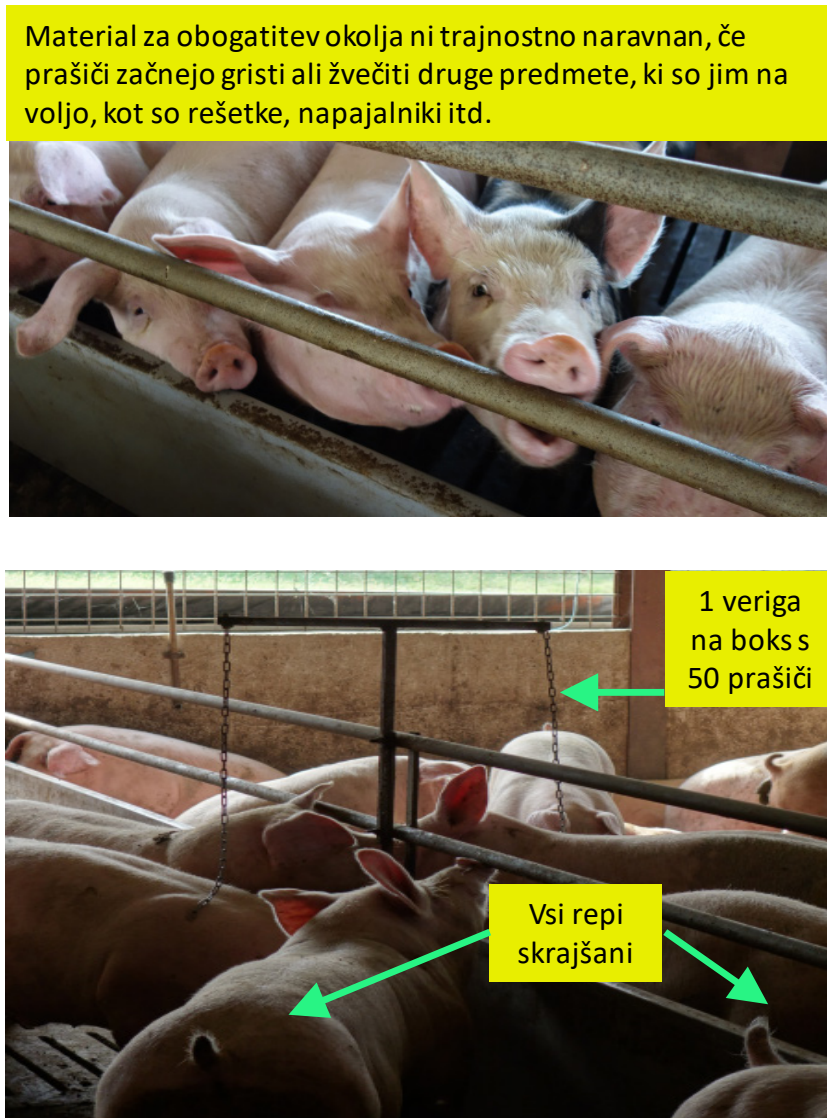 Material za obogatitev okolja ni trajnostno naravnan, če
prašiči začnejo gristi ali žvečiti druge predmete, ki so jim na
voljo, kot so rešetke, napajalniki itd.
1 veriga
na boks s
50 prašiči
Vsi repi
skrajšani